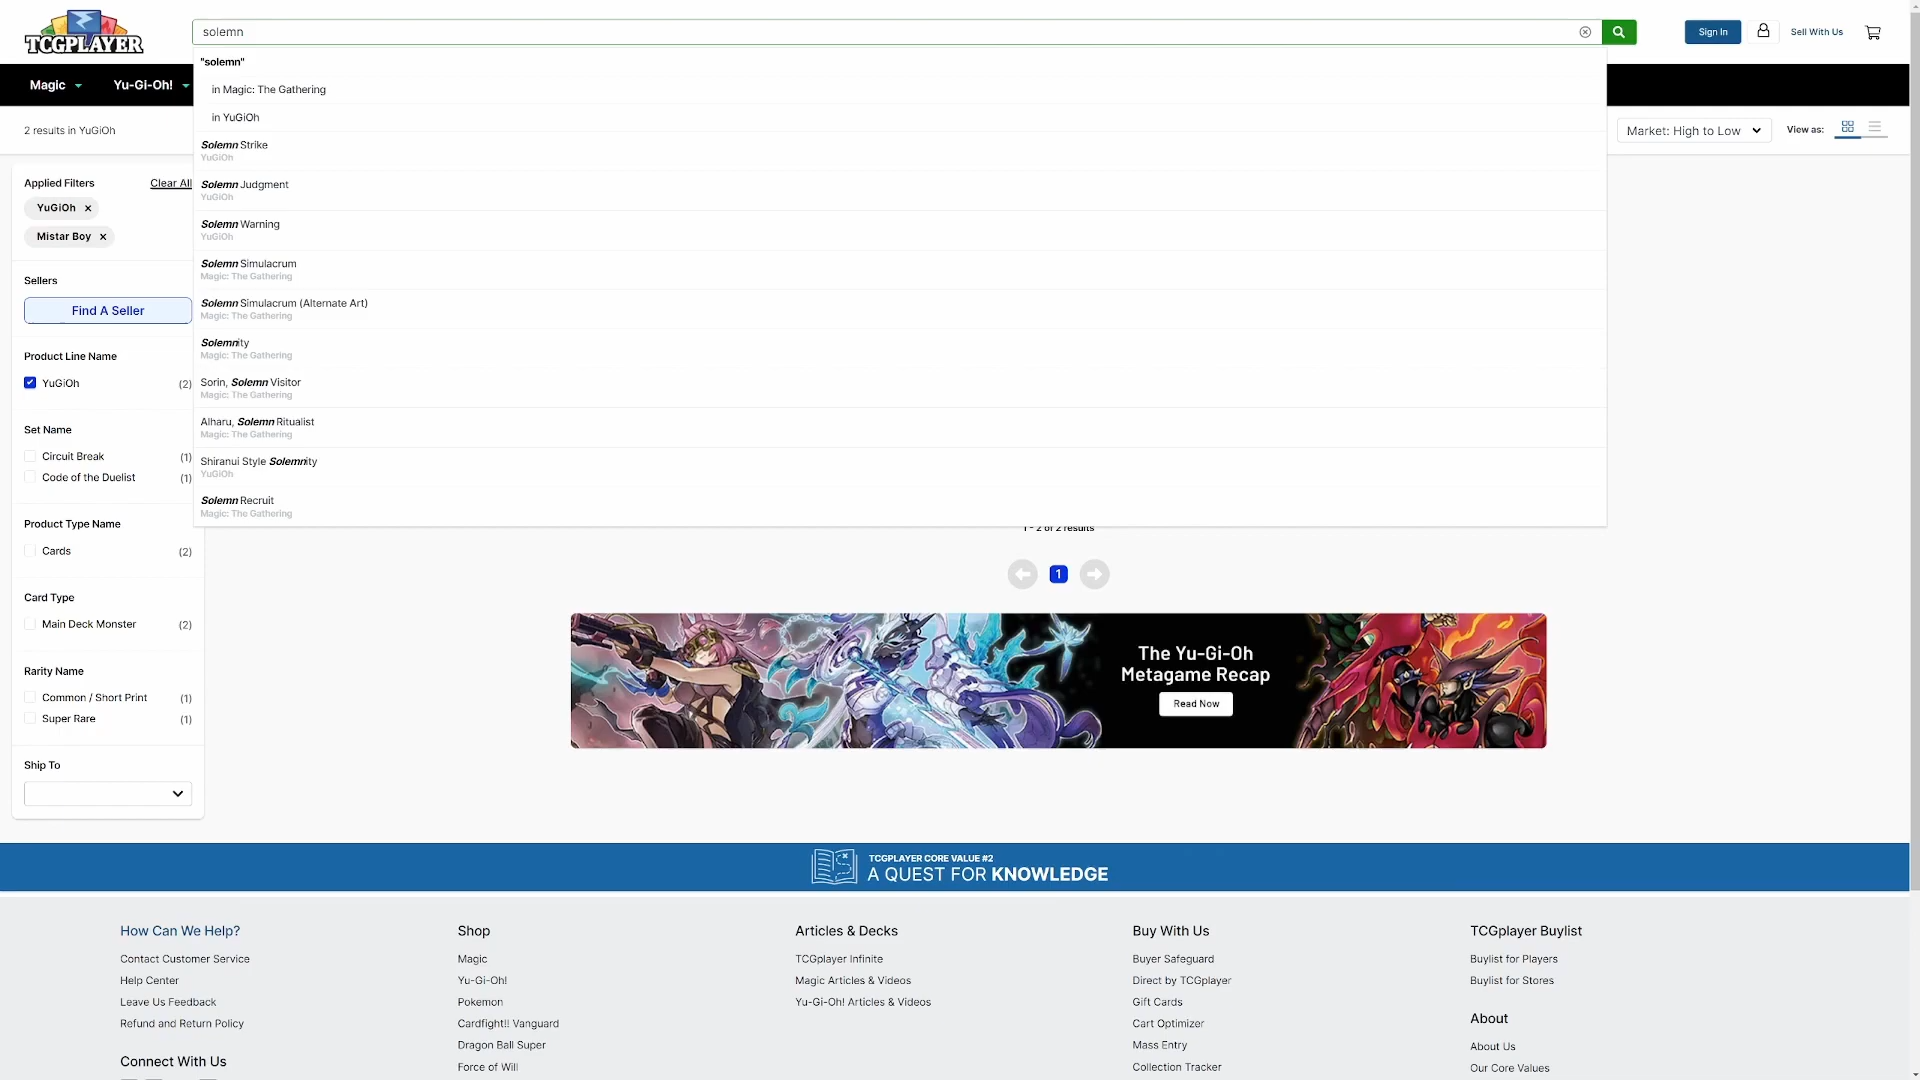 TCGPLAYER
solemn
Sign In
Sell With Us
Magic
Yu-Gi-Oh!
"solemn"
in Magic: The Gathering
in YuGiOh
Solemn Strike
YuGiOh
Solemn Judgment
YuGiOh
Solemn Warning
YuGiOh
Solemn Simulacrum
Magic: The Gathering
Solemn Simulacrum (Alternate Art)
Magic: The Gathering
Solemnity
Magic: The Gathering
Sorin, Solemn Visitor
Magic: The Gathering
Alharu, Solemn Ritualist
Magic: The Gathering
Shiranui Style Solemnity
YuGiOh
Solemn Recruit
Magic: The Gathering
2 results in YuGiOh
Market: High to Low
View as:
Applied Filters
Clear All
YuGiOh
Mistar Boy
Sellers
Find A Seller
Product Line Name
YuGiOh (2)
Set Name
Circuit Break (1)
Code of the Duelist (1)
Product Type Name
Cards (2)
Card Type
Main Deck Monster (2)
Rarity Name
Common / Short Print (1)
Super Rare (1)
Ship To
1 - 2 of 2 results
1
The Yu-Gi-Oh
Metagame Recap
Read Now
TCGPLAYER CORE VALUE #2
A QUEST FOR KNOWLEDGE
How Can We Help?
Contact Customer Service
Help Center
Leave Us Feedback
Refund and Return Policy
Connect With Us
Shop
Magic
Yu-Gi-Oh!
Pokemon
Cardfight!! Vanguard
Dragon Ball Super
Force of Will
Articles & Decks
TCGplayer Infinite
Magic Articles & Videos
Yu-Gi-Oh! Articles & Videos
Buy With Us
Buyer Safeguard
Direct by TCGplayer
Gift Cards
Cart Optimizer
Mass Entry
Collection Tracker
TCGplayer Buylist
Buylist for Players
Buylist for Stores
About
About Us
Our Core Values